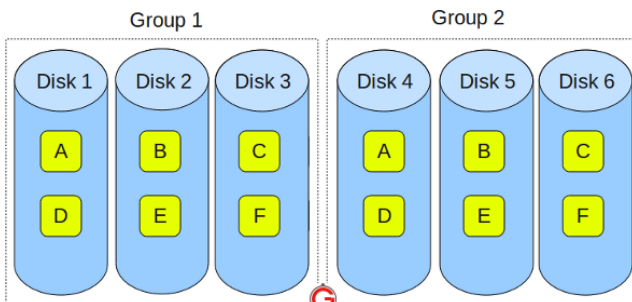 Group 1 Group 2
Disk 1 Disk 2 Disk 3 Disk 4 Disk 5 Disk 6
A B C A B C
D E F D E F
G